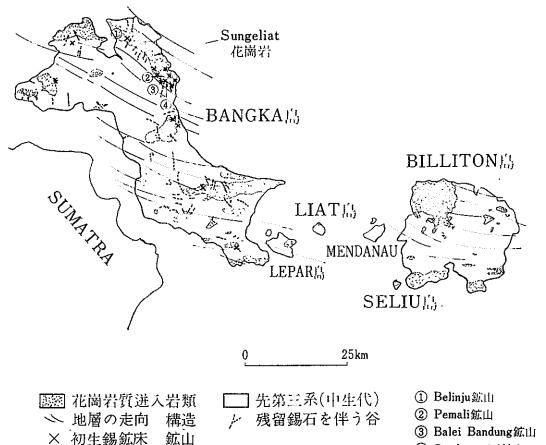 Sungeliat
花崗岩
①
②
③
④
BANGKA島
BILLITON島
SUMATRA
LIAT島
MENDANAU
LEPAR島
SELIU島
0 25km
花崗岩質迸入岩類
地層の走向 構造
初生錫鉱床 鉱山
先第三系(中生代)
残留錫石を伴う谷
① Belinju鉱山
② Pemali鉱山
③ Balei Bandung鉱山